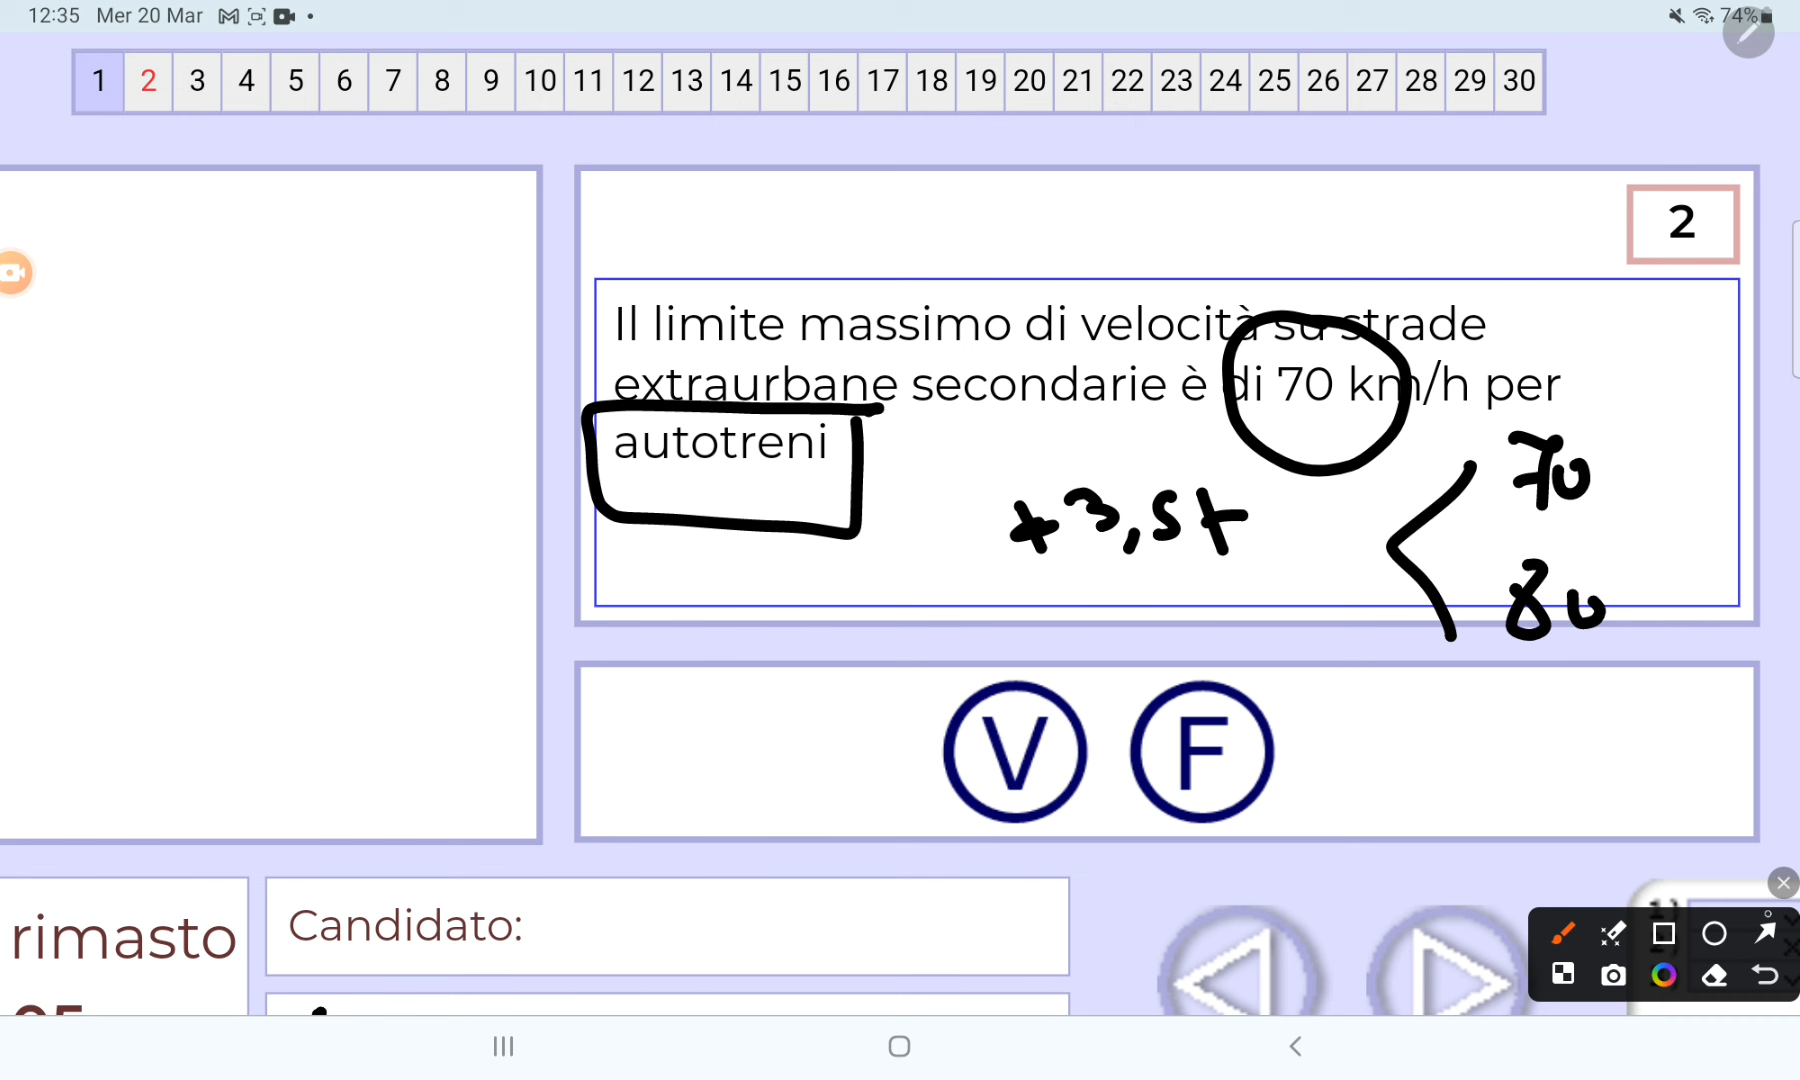 12:35 Mer 20 Mar
74%
1 2 3 4 5 6 7 8 9 10 11 12 13 14 15 16 17 18 19 20 21 22 23 24 25 26 27 28 29 30
2
Il limite massimo di velocità su strade
extraurbane secondarie è di 70 km/h per
autotreni
70
+3,5t
80
V F
rimasto
Candidato: